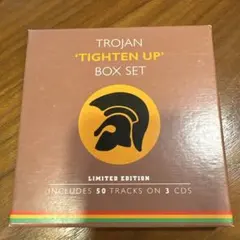 TROJAN
'TIGHTEN UP'
BOX SET
LIMITED EDITION
INCLUDES 50 TRACKS ON 3 CDS